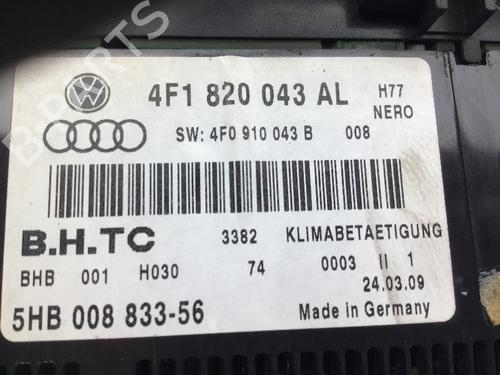 4F1 820 043 AL H77
NERO
SW: 4F0 910 043 B 008
B.H.TC 3382 KLIMABETAETIGUNG
BHB 001 H030 74 0003 II 1
24.03.09
5HB 008 833-56 Made in Germany